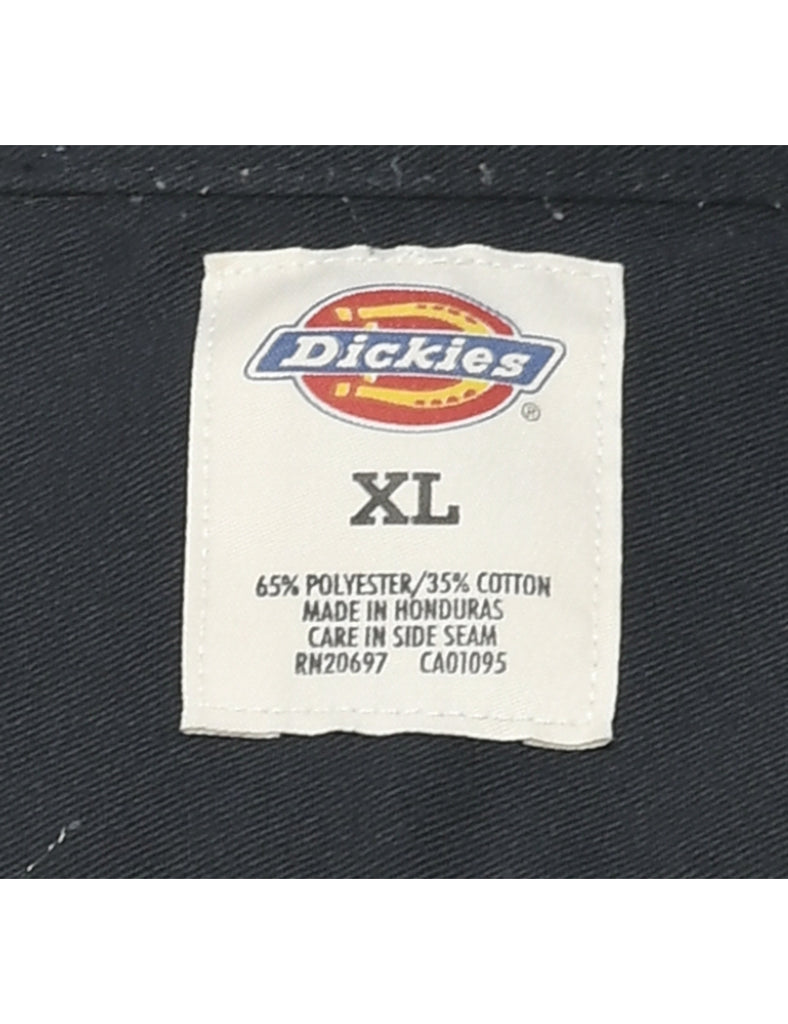 Dickies
®
XL
65% POLYESTER/35% COTTON
MADE IN HONDURAS
CARE IN SIDE SEAM
RN20697 CA01095